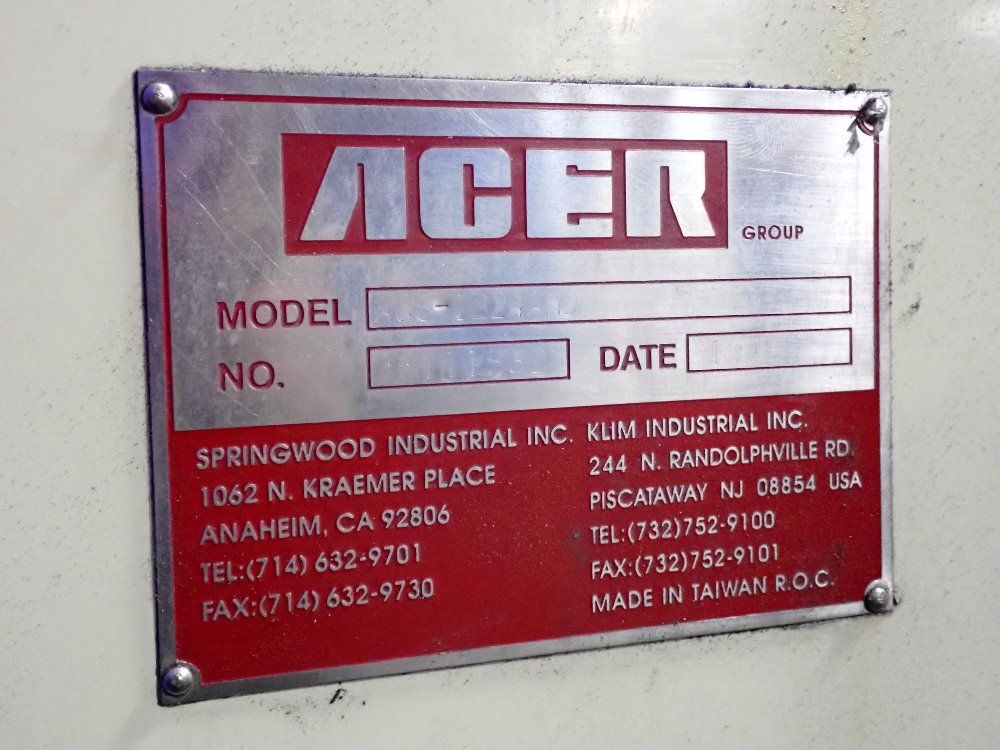 ACER
GROUP
MODEL
NO.
DATE
SPRINGWOOD INDUSTRIAL INC.
1062 N. KRAEMER PLACE
ANAHEIM, CA 92806
TEL:(714) 632-9701
FAX:(714) 632-9730
KLIM INDUSTRIAL INC.
244 N. RANDOLPHVILLE RD.
PISCATAWAY NJ 08854 USA
TEL:(732)752-9100
FAX:(732)752-9101
MADE IN TAIWAN R.O.C.